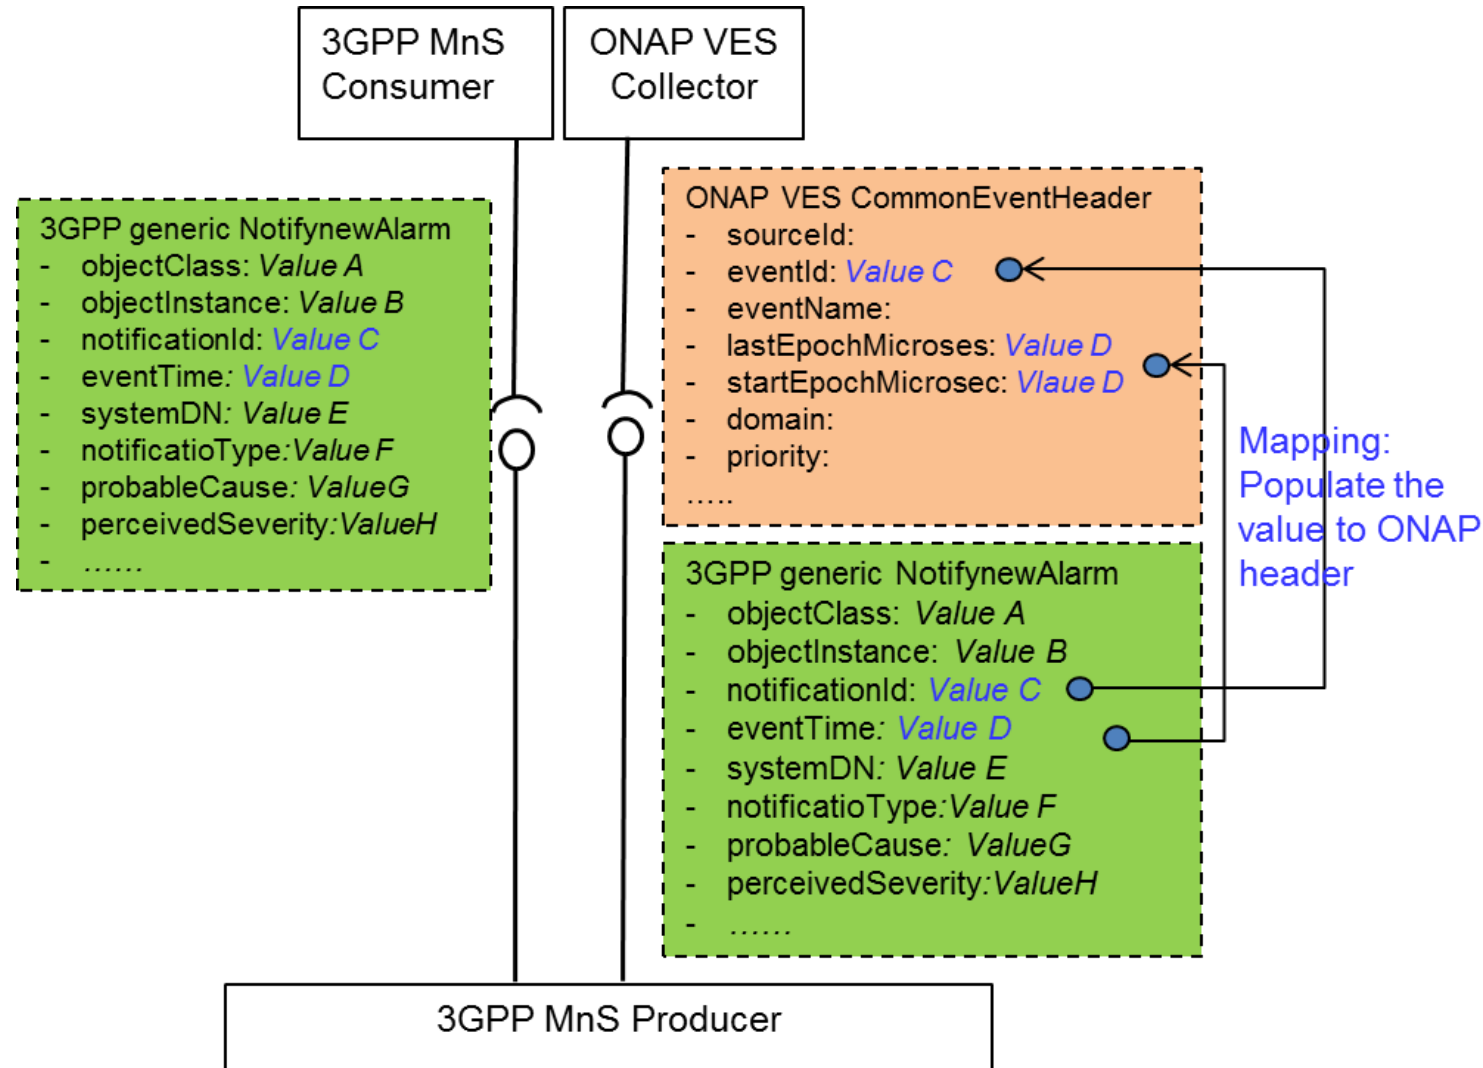 3GPP MnS
Consumer
ONAP VES
Collector
3GPP generic NotifynewAlarm
- objectClass: Value A
- objectInstance: Value B
- notificationId: Value C
- eventTime: Value D
- systemDN: Value E
- notificatioType:Value F
- probableCause: ValueG
- perceivedSeverity:ValueH
- ......
ONAP VES CommonEventHeader
- sourceId:
- eventId: Value C
- eventName:
- lastEpochMicroses: Value D
- startEpochMicrosec: Vlaue D
- domain:
- priority:
.....
Mapping:
Populate the
value to ONAP
header
3GPP generic NotifynewAlarm
- objectClass: Value A
- objectInstance: Value B
- notificationId: Value C
- eventTime: Value D
- systemDN: Value E
- notificatioType:Value F
- probableCause: ValueG
- perceivedSeverity:ValueH
- ......
3GPP MnS Producer